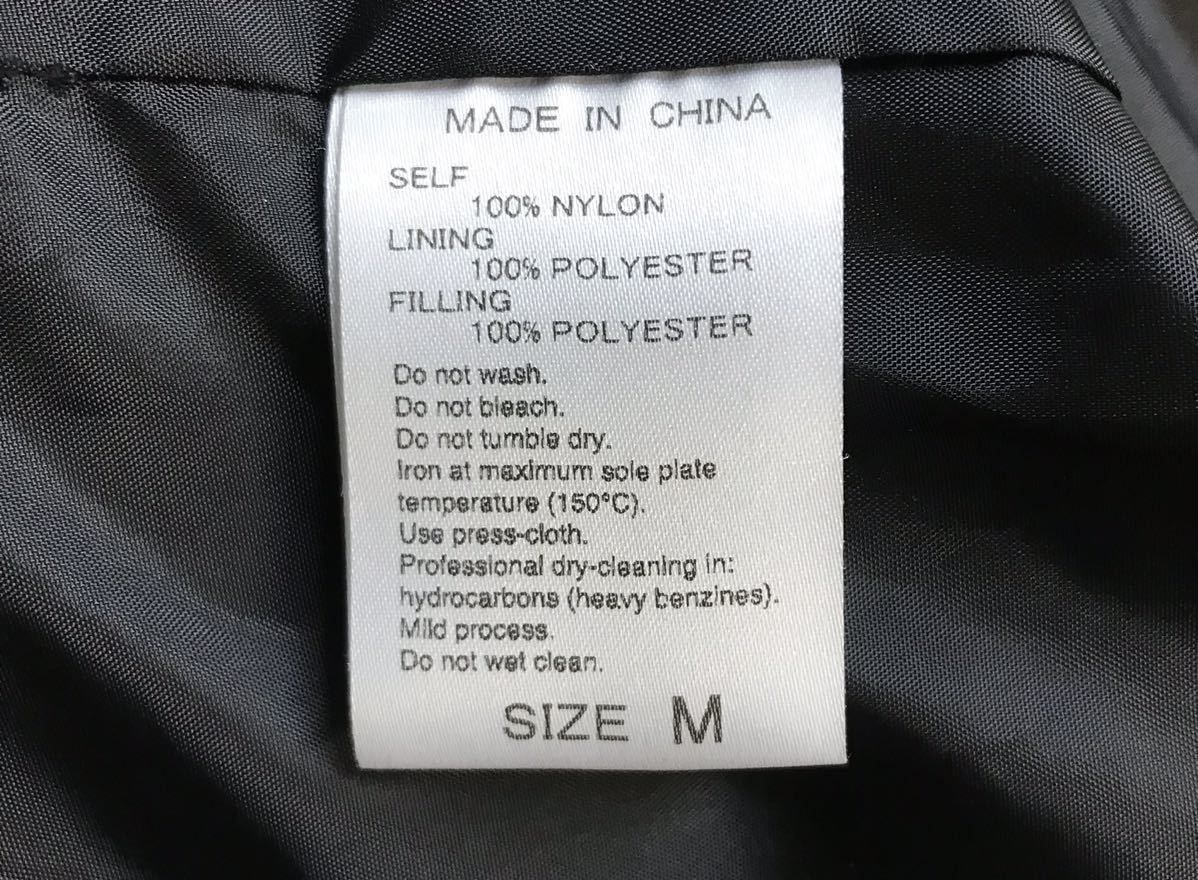 MADE IN CHINA
SELF
100% NYLON
LINING
100% POLYESTER
FILLING
100% POLYESTER
Do not wash.
Do not bleach.
Do not tumble dry.
Iron at maximum sole plate
temperature (150°C).
Use press-cloth.
Professional dry-cleaning in:
hydrocarbons (heavy benzines).
Mild process.
Do not wet clean.
SIZE M